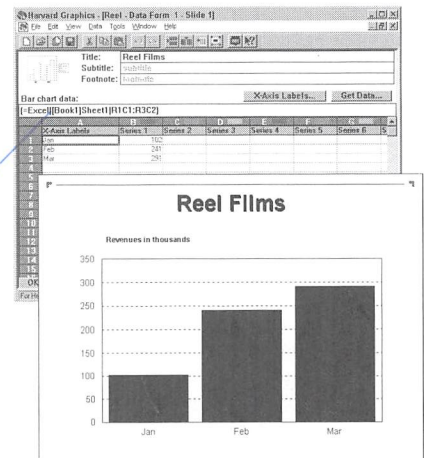 Harvard Graphics - [Reel - Data Form 1 - Slide 1]
File Edit View Data Tools Window Help
Title: Reel Films
Subtitle: subtitle
Footnote: footnote
Bar chart data:
X-Axis Labels... Get Data...
[=Excel|[Book1]Sheet1|R1C1:R3C2]
A B C D E F G
X-Axis Labels Series 1 Series 2 Series 3 Series 4 Series 5 Series 6 S
1 Jan 102
2 Feb 241
3 Mar 291
4
5
6
7
8
9
10
11
12
13
14
15
OK
For He
Reel Films
Revenues in thousands
350
300
250
200
150
100
50
0
Jan Feb Mar